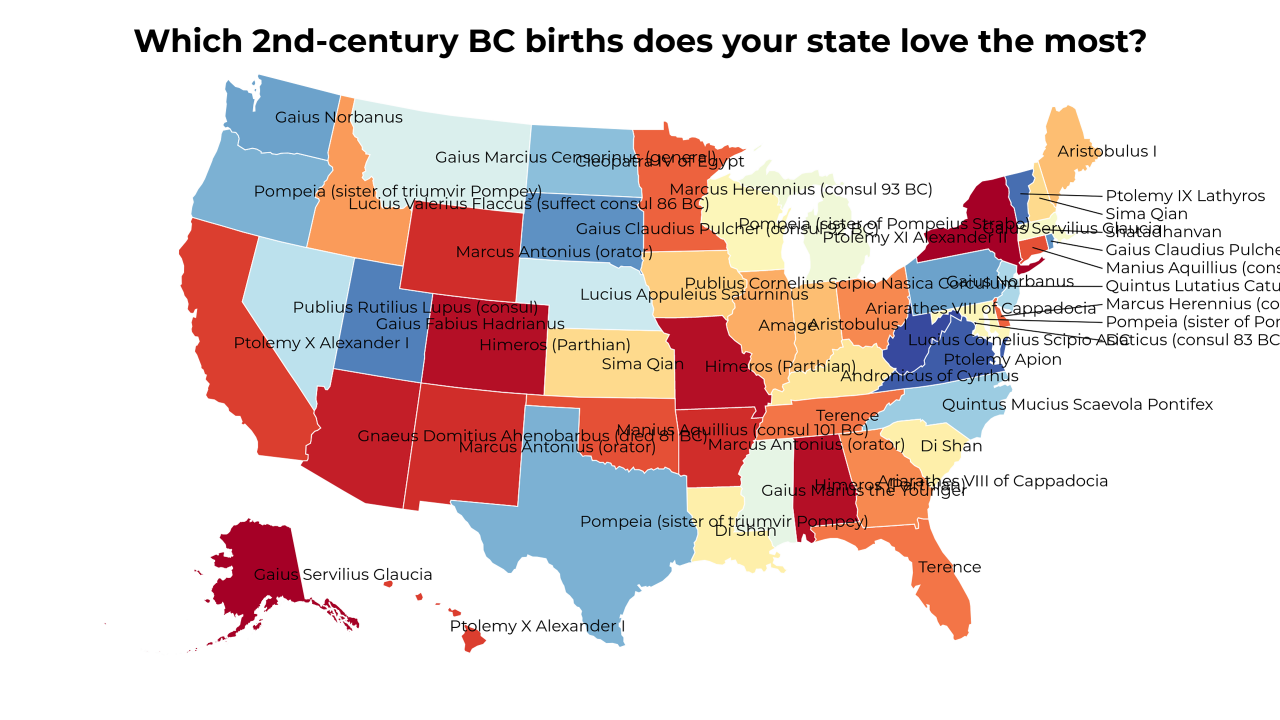 Which 2nd-century BC births does your state love the most?
Gaius Norbanus
Aristobulus I
Gaius Marcius Censorinus (general)
Cleopatra IV of Egypt
Marcus Herennius (consul 93 BC)
Pompeia (sister of triumvir Pompey)
Ptolemy IX Lathyros
Lucius Valerius Flaccus (suffect consul 86 BC)
Sima Qian
Pompeia (sister of Pompeius Strabo)
Gaius Servilius Glaucia
Gaius Claudius Pulcher (consul 92 BC)
Shatadhanvan
Ptolemy XI Alexander II
Gaius Claudius Pulche
Marcus Antonius (orator)
Manius Aquillius (cons
Publius Cornelius Scipio Nasica Corculum
Gaius Norbanus
Quintus Lutatius Catu
Lucius Appuleius Saturninus
Marcus Herennius (co
Publius Rutilius Lupus (consul)
Ariarathes VIII of Cappadocia
Gaius Fabius Hadrianus
Amage
Aristobulus I
Pompeia (sister of Pom
Ptolemy X Alexander I
Himeros (Parthian)
Lucius Cornelius Scipio Asiaticus (consul 83 BC
Ptolemy Apion
Sima Qian
Himeros (Parthian)
Andronicus of Cyrrhus
Quintus Mucius Scaevola Pontifex
Terence
Manius Aquillius (consul 101 BC)
Gnaeus Domitius Ahenobarbus (died 81 BC)
Marcus Antonius (orator)
Marcus Antonius (orator)
Di Shan
Ariarathes VIII of Cappadocia
Himeros (Parthian)
Gaius Marius the Younger
Pompeia (sister of triumvir Pompey)
Di Shan
Terence
Gaius Servilius Glaucia
Ptolemy X Alexander I